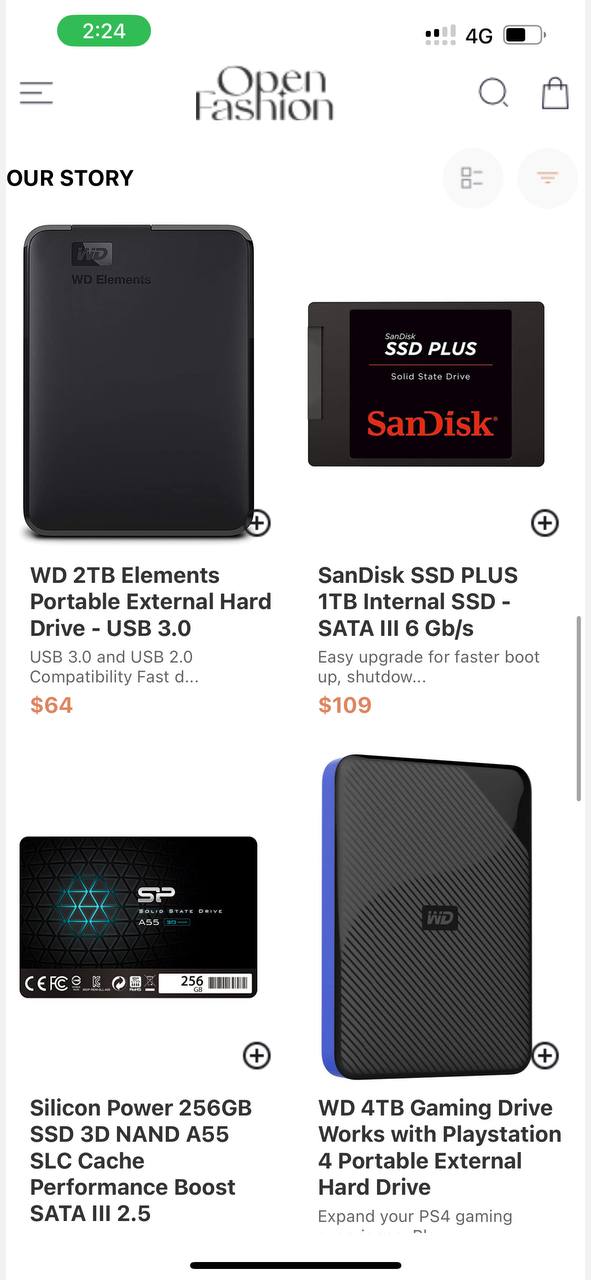 2:24
4G
Open
Fashion
OUR STORY
WD
WD Elements
SanDisk
SSD PLUS
Solid State Drive
SanDisk
WD 2TB Elements
Portable External Hard
Drive - USB 3.0
USB 3.0 and USB 2.0
Compatibility Fast d...
$64
SanDisk SSD PLUS
1TB Internal SSD -
SATA III 6 Gb/s
Easy upgrade for faster boot
up, shutdow...
$109
SP
SOLID STATE DRIVE
A55 3D
CE FC
256
GB
WD
Silicon Power 256GB
SSD 3D NAND A55
SLC Cache
Performance Boost
SATA III 2.5
WD 4TB Gaming Drive
Works with Playstation
4 Portable External
Hard Drive
Expand your PS4 gaming